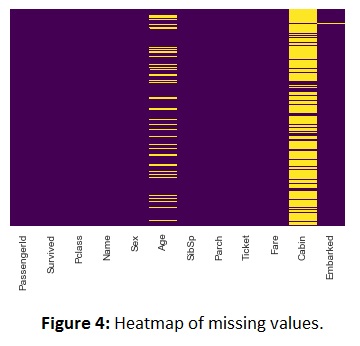 PassengerId
Survived
Pclass
Name
Sex
Age
SibSp
Parch
Ticket
Fare
Cabin
Embarked
Figure 4: Heatmap of missing values.